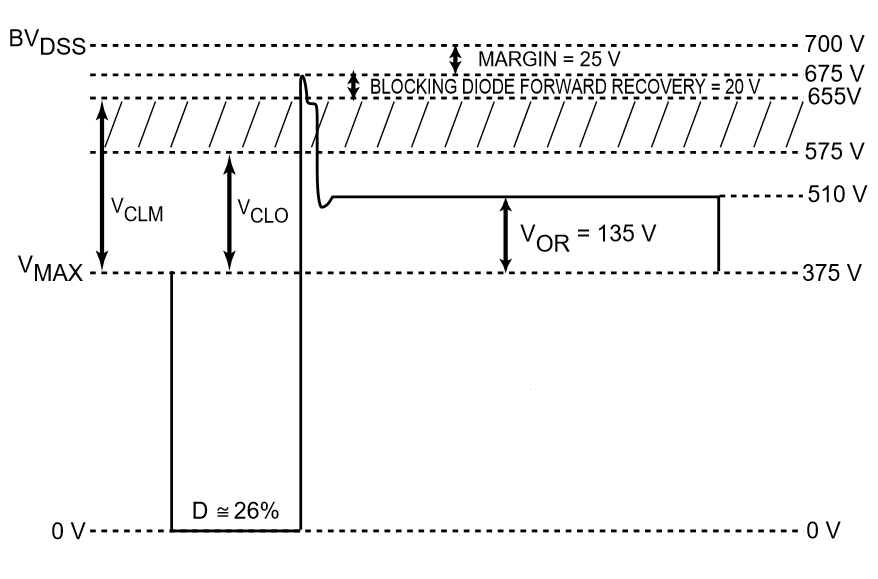 BVDSS
700 V
MARGIN = 25 V
675 V
BLOCKING DIODE FORWARD RECOVERY = 20 V
655V
575 V
VCLM
VCLO
510 V
VOR = 135 V
VMAX
375 V
D ≅ 26%
0 V
0 V